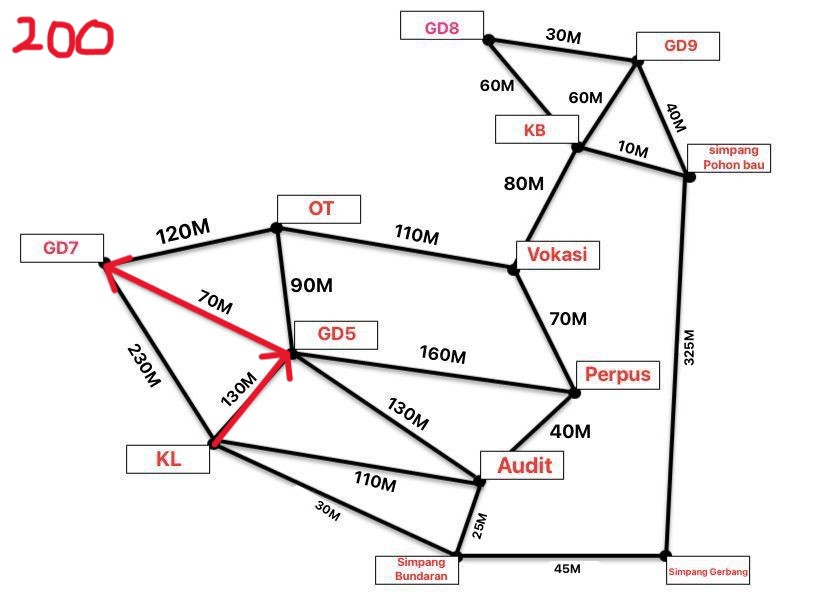 200
GD8
30M
GD9
60M
60M
40M
KB
10M
simpang
Pohon bau
80M
OT
120M
110M
GD7
Vokasi
90M
70M
GD5
70M
160M
325M
230M
130M
Perpus
130M
40M
KL
Audit
110M
30M
25M
Simpang
Bundaran
45M
Simpang Gerbang